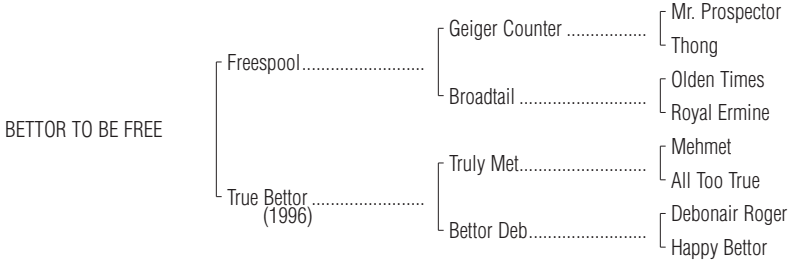 Mr. Prospector
Geiger Counter .................
Thong
Freespool..........................
Olden Times
Broadtail ...........................
Royal Ermine
BETTOR TO BE FREE
Mehmet
Truly Met...........................
All Too True
True Bettor ........................
(1996)
Debonair Roger
Bettor Deb.........................
Happy Bettor